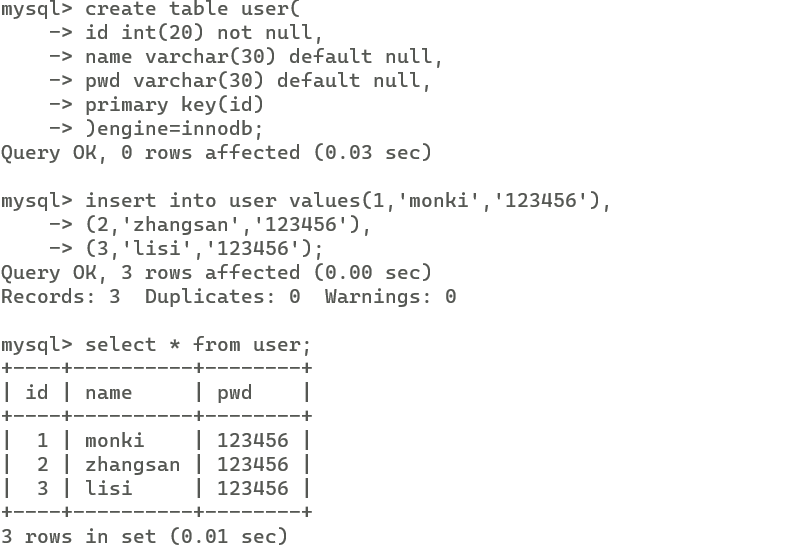 mysql> create table user(
    -> id int(20) not null,
    -> name varchar(30) default null,
    -> pwd varchar(30) default null,
    -> primary key(id)
    -> )engine=innodb;
Query OK, 0 rows affected (0.03 sec)

mysql> insert into user values(1,'monki','123456'),
    -> (2,'zhangsan','123456'),
    -> (3,'lisi','123456');
Query OK, 3 rows affected (0.00 sec)
Records: 3  Duplicates: 0  Warnings: 0

mysql> select * from user;
+----+----------+--------+
| id | name     | pwd    |
+----+----------+--------+
|  1 | monki    | 123456 |
|  2 | zhangsan | 123456 |
|  3 | lisi     | 123456 |
+----+----------+--------+
3 rows in set (0.01 sec)